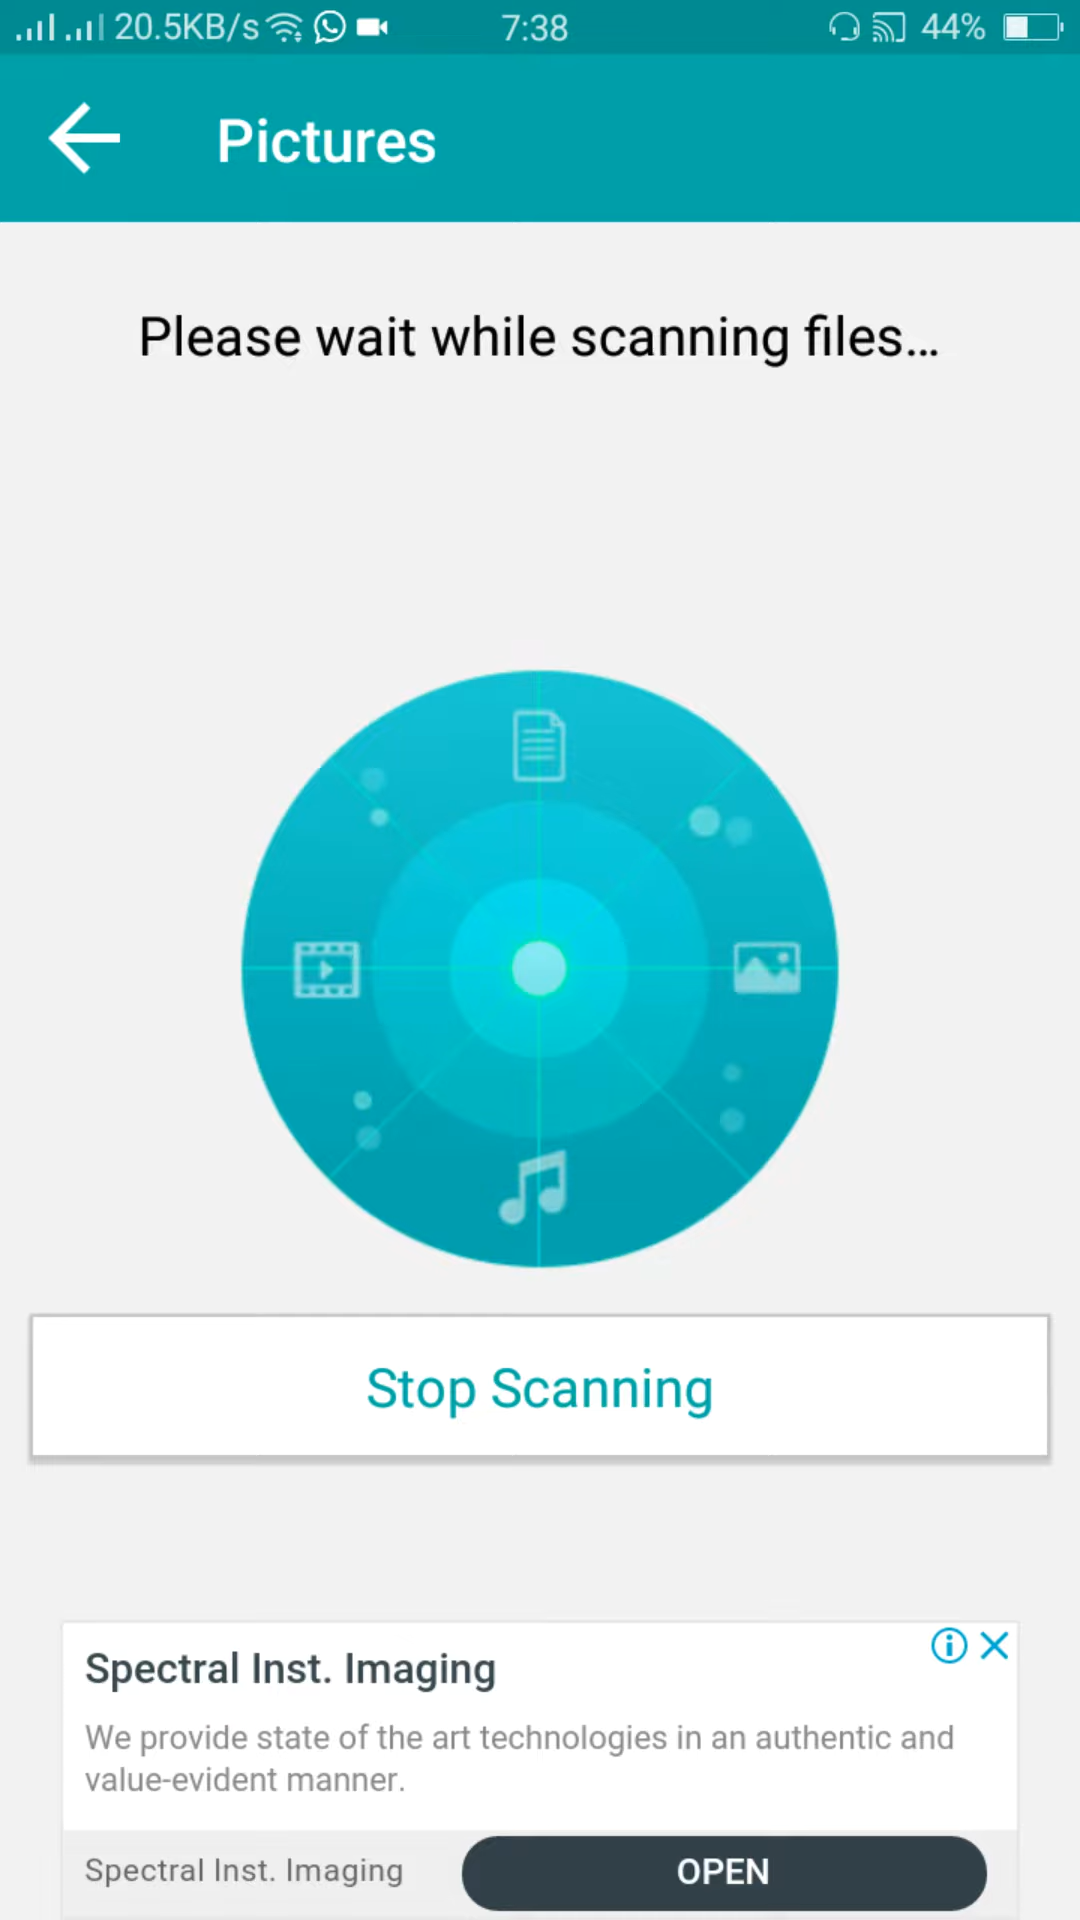 20.5KB/s 7:38 44%
Pictures
Please wait while scanning files...
Stop Scanning
Spectral Inst. Imaging
We provide state of the art technologies in an authentic and
value-evident manner.
Spectral Inst. Imaging OPEN